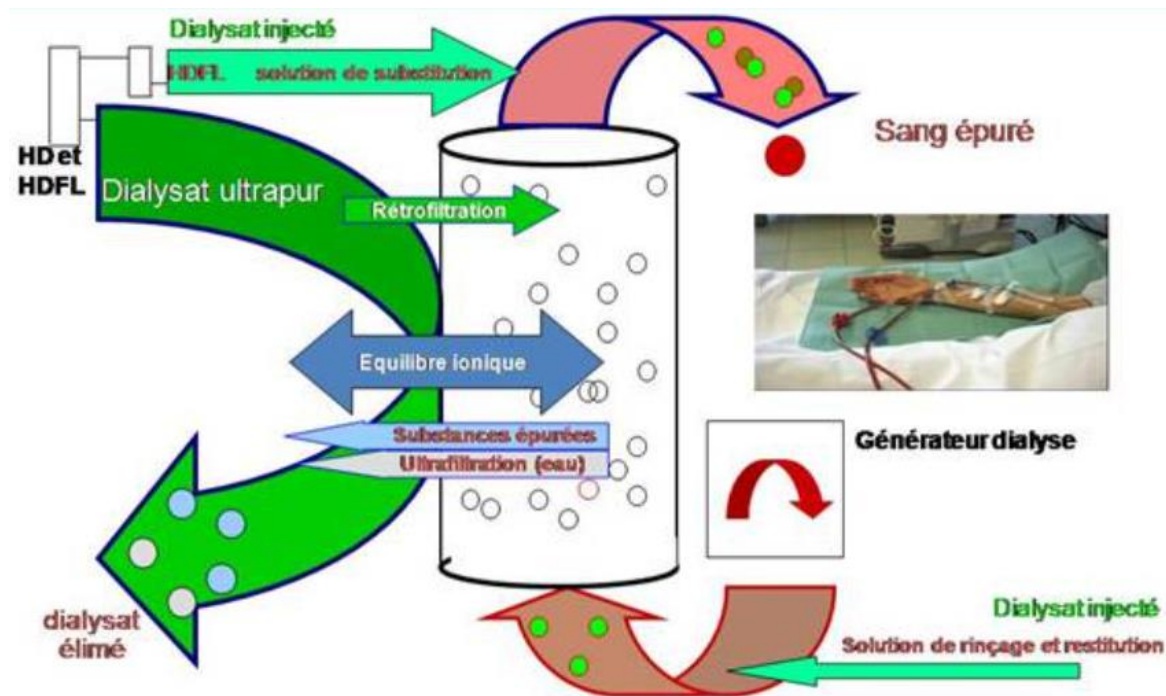 Dialysat injecté
HDFL solution de substitution
Sang épuré
HD et
HDFL
Dialysat ultrapur
Rétrofiltration
Equilibre ionique
Substances épurées
Ultrafiltration (eau)
Générateur dialyse
dialysat
élimé
Dialysat injecté
Solution de rinçage et restitution